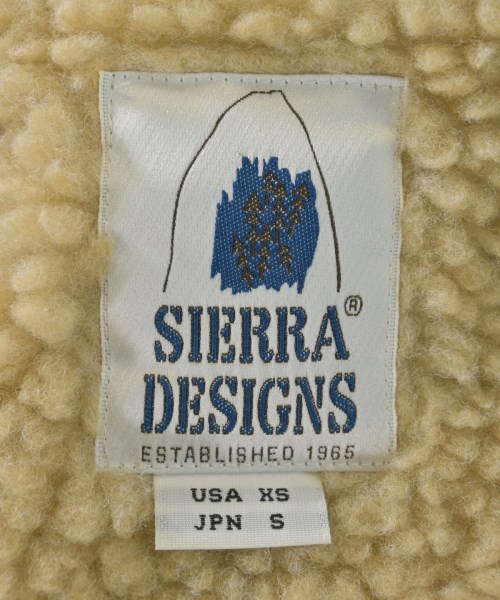 SIERRA®
DESIGNS
ESTABLISHED 1965
USA XS
JPN S